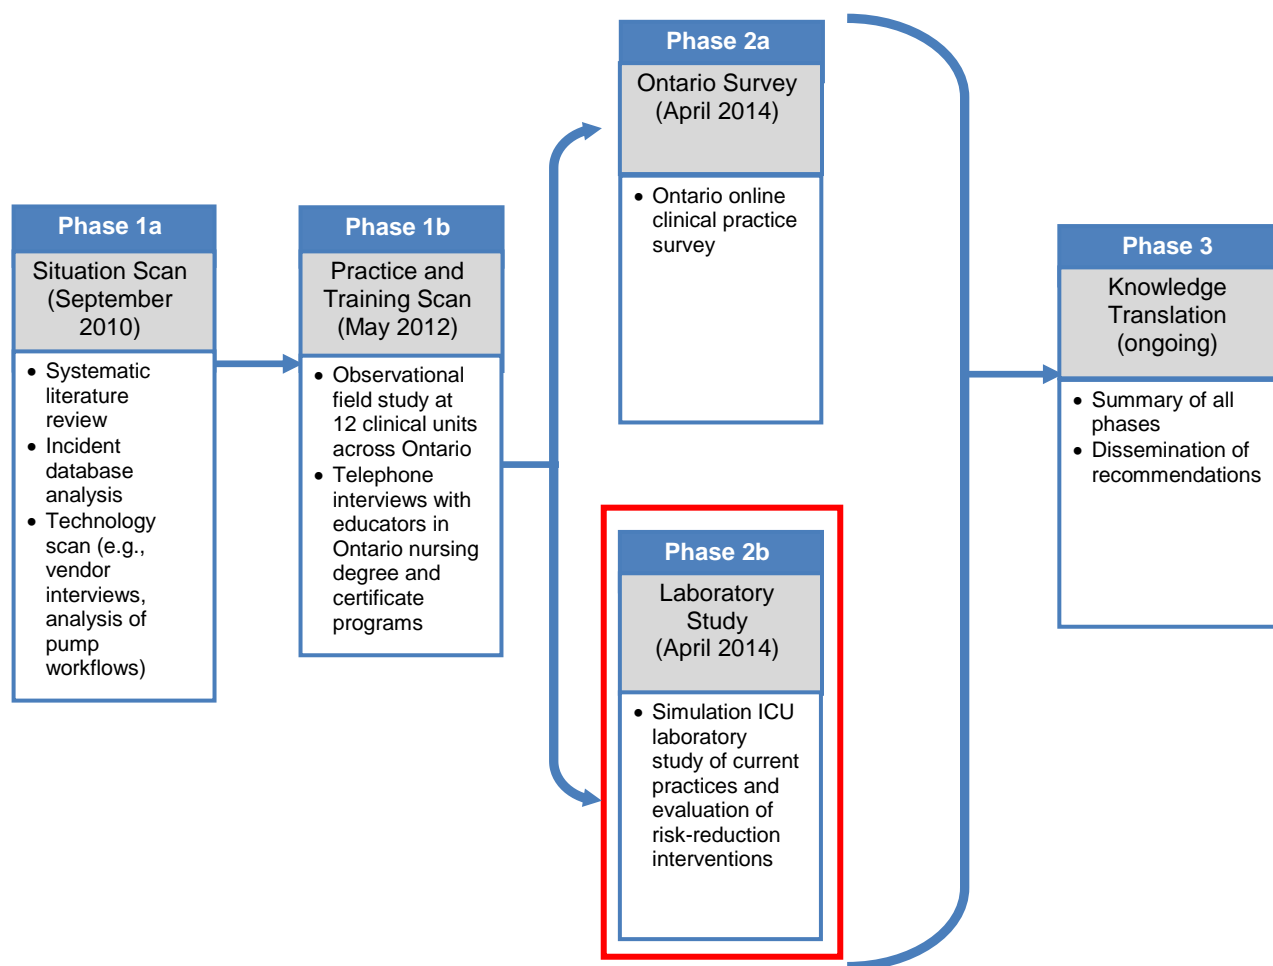 Phase 1a
Situation Scan
(September
2010)
• Systematic
literature
review
• Incident
database
analysis
• Technology
scan (e.g.,
vendor
interviews,
analysis of
pump
workflows)
Phase 1b
Practice and
Training Scan
(May 2012)
• Observational
field study at
12 clinical units
across Ontario
• Telephone
interviews with
educators in
Ontario nursing
degree and
certificate
programs
Phase 2a
Ontario Survey
(April 2014)
• Ontario online
clinical practice
survey
Phase 2b
Laboratory
Study
(April 2014)
• Simulation ICU
laboratory
study of current
practices and
evaluation of
risk-reduction
interventions
Phase 3
Knowledge
Translation
(ongoing)
• Summary of all
phases
• Dissemination of
recommendations